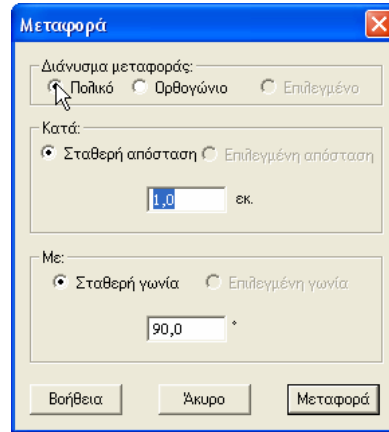 Μεταφορά
Διάνυσμα μεταφοράς:
Πολικό Ορθογώνιο Επιλεγμένο
Κατά:
Σταθερή απόσταση Επιλεγμένη απόσταση
1,0 εκ.
Με:
Σταθερή γωνία Επιλεγμένη γωνία
90,0 °
Βοήθεια Άκυρο Μεταφορά